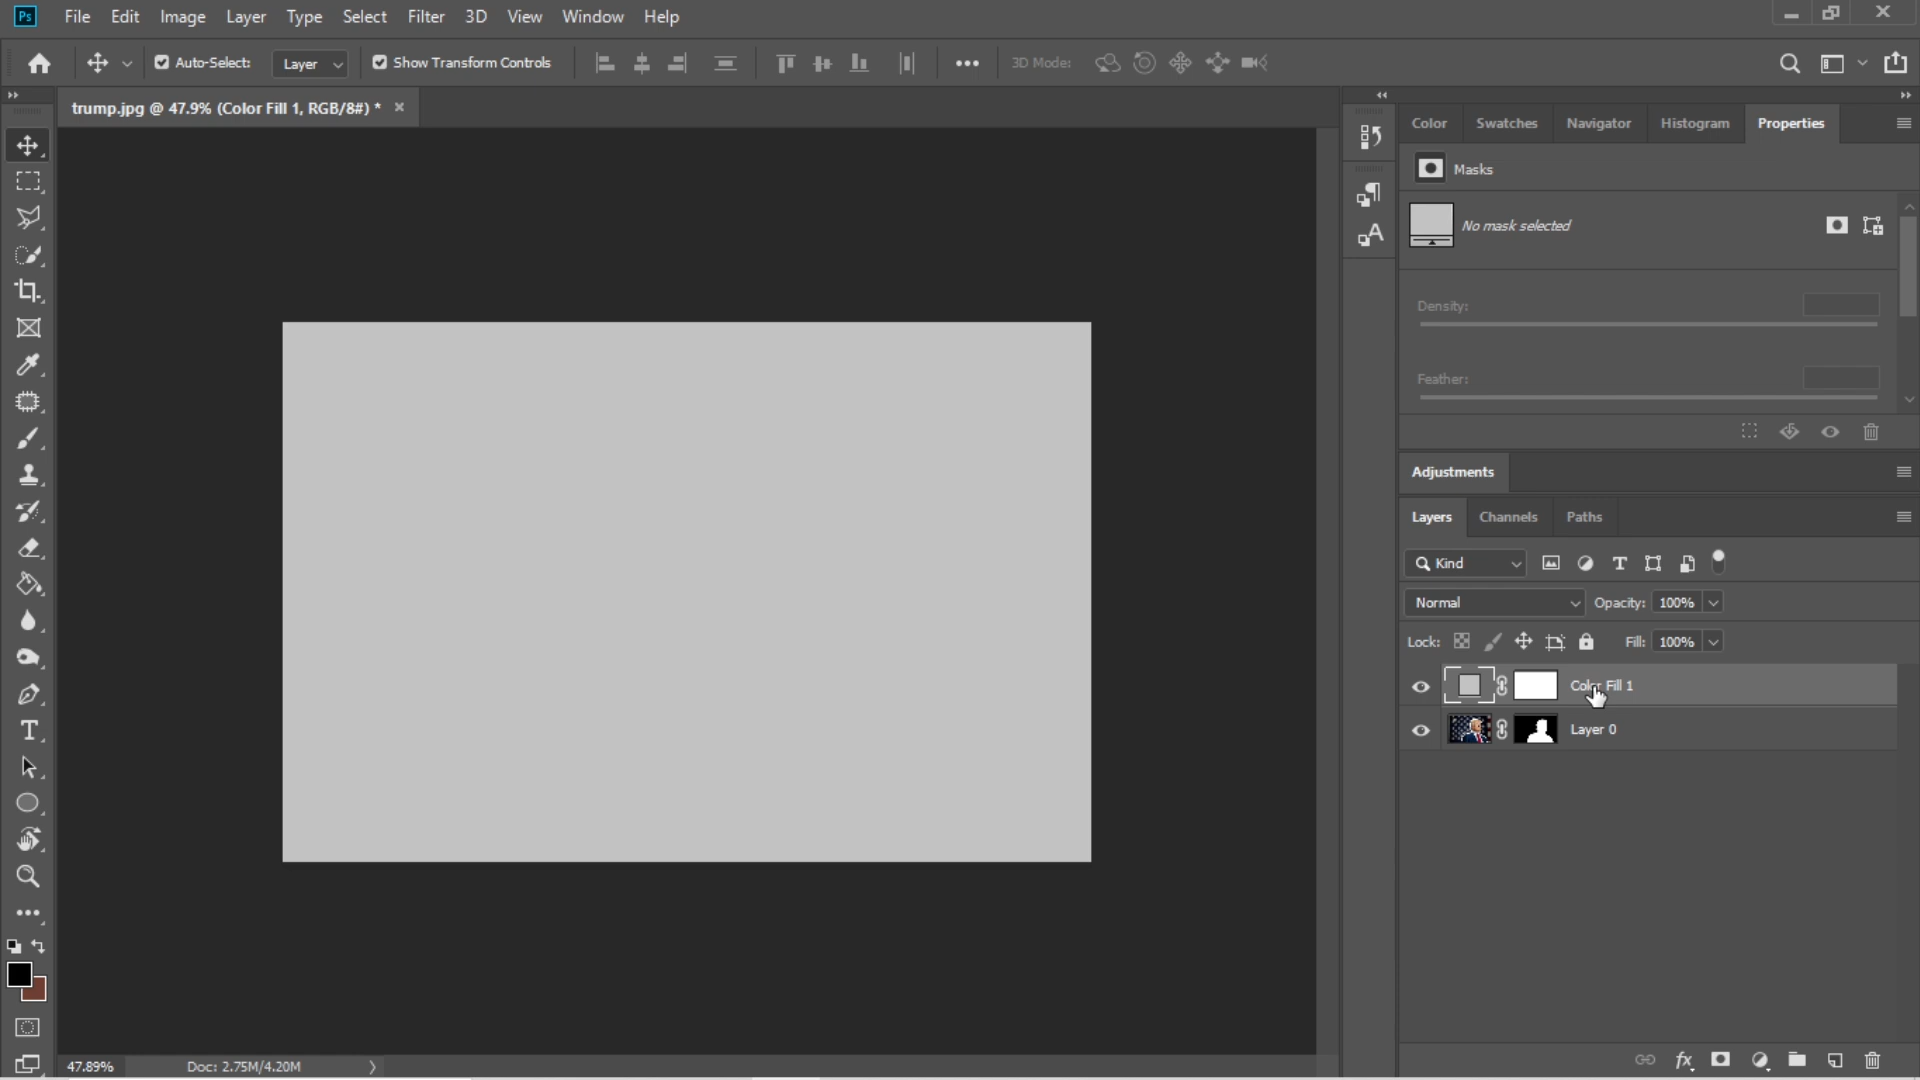 Ps File Edit Image Layer Type Select Filter 3D View Window Help
Auto-Select: Layer Show Transform Controls 3D Mode:
trump.jpg @ 47.9% (Color Fill 1, RGB/8#) *
Color Swatches Navigator Histogram Properties
Masks
No mask selected
Density:
Feather:
Adjustments
Layers Channels Paths
Kind
Normal Opacity: 100%
Lock: Fill: 100%
Color Fill 1
Layer 0
47.89% Doc: 2.75M/4.20M